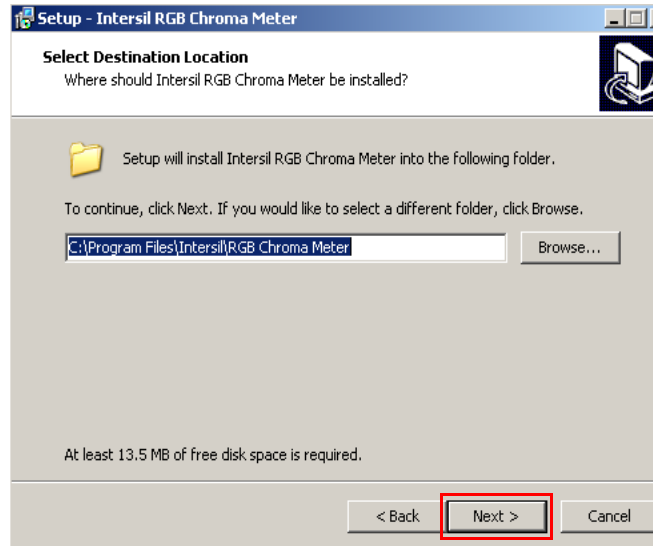 Setup - Intersil RGB Chroma Meter
Select Destination Location
Where should Intersil RGB Chroma Meter be installed?
Setup will install Intersil RGB Chroma Meter into the following folder.
To continue, click Next. If you would like to select a different folder, click Browse.
C:\Program Files\Intersil\RGB Chroma Meter
Browse...
At least 13.5 MB of free disk space is required.
< Back Next > Cancel